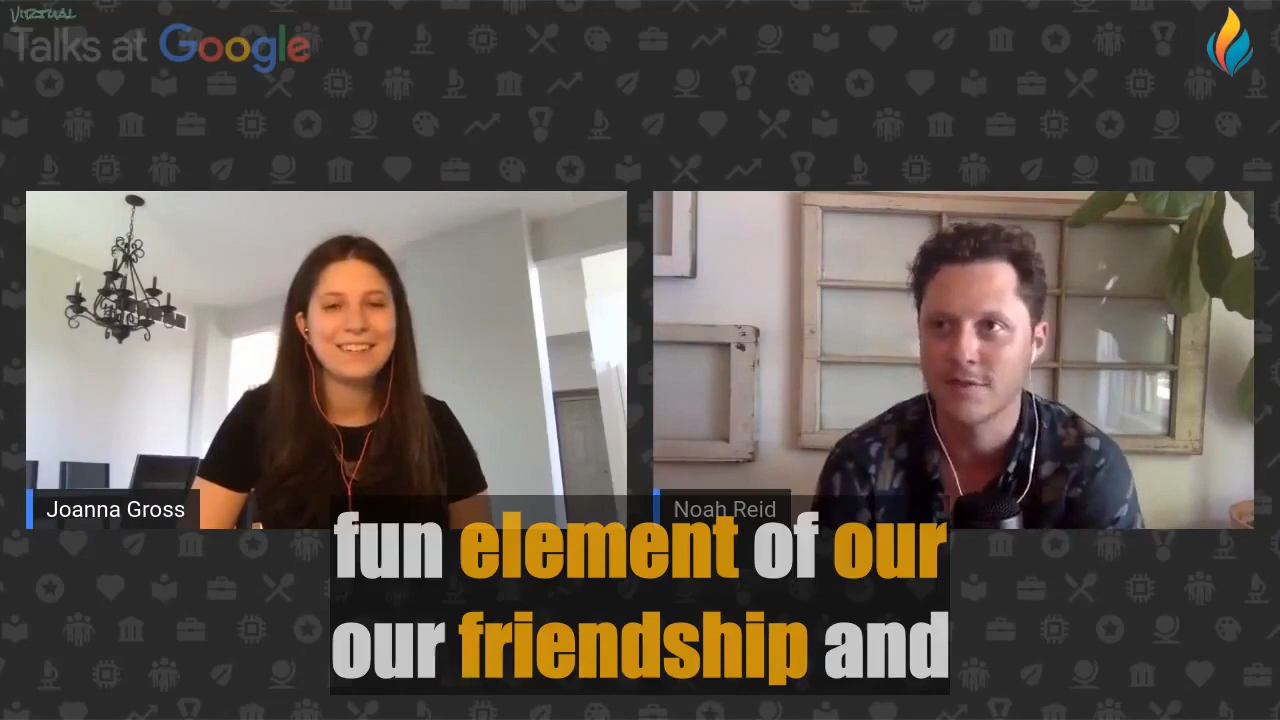 VIRTUAL
Talks at Google
Joanna Gross
Noah Reid
fun element of our
our friendship and